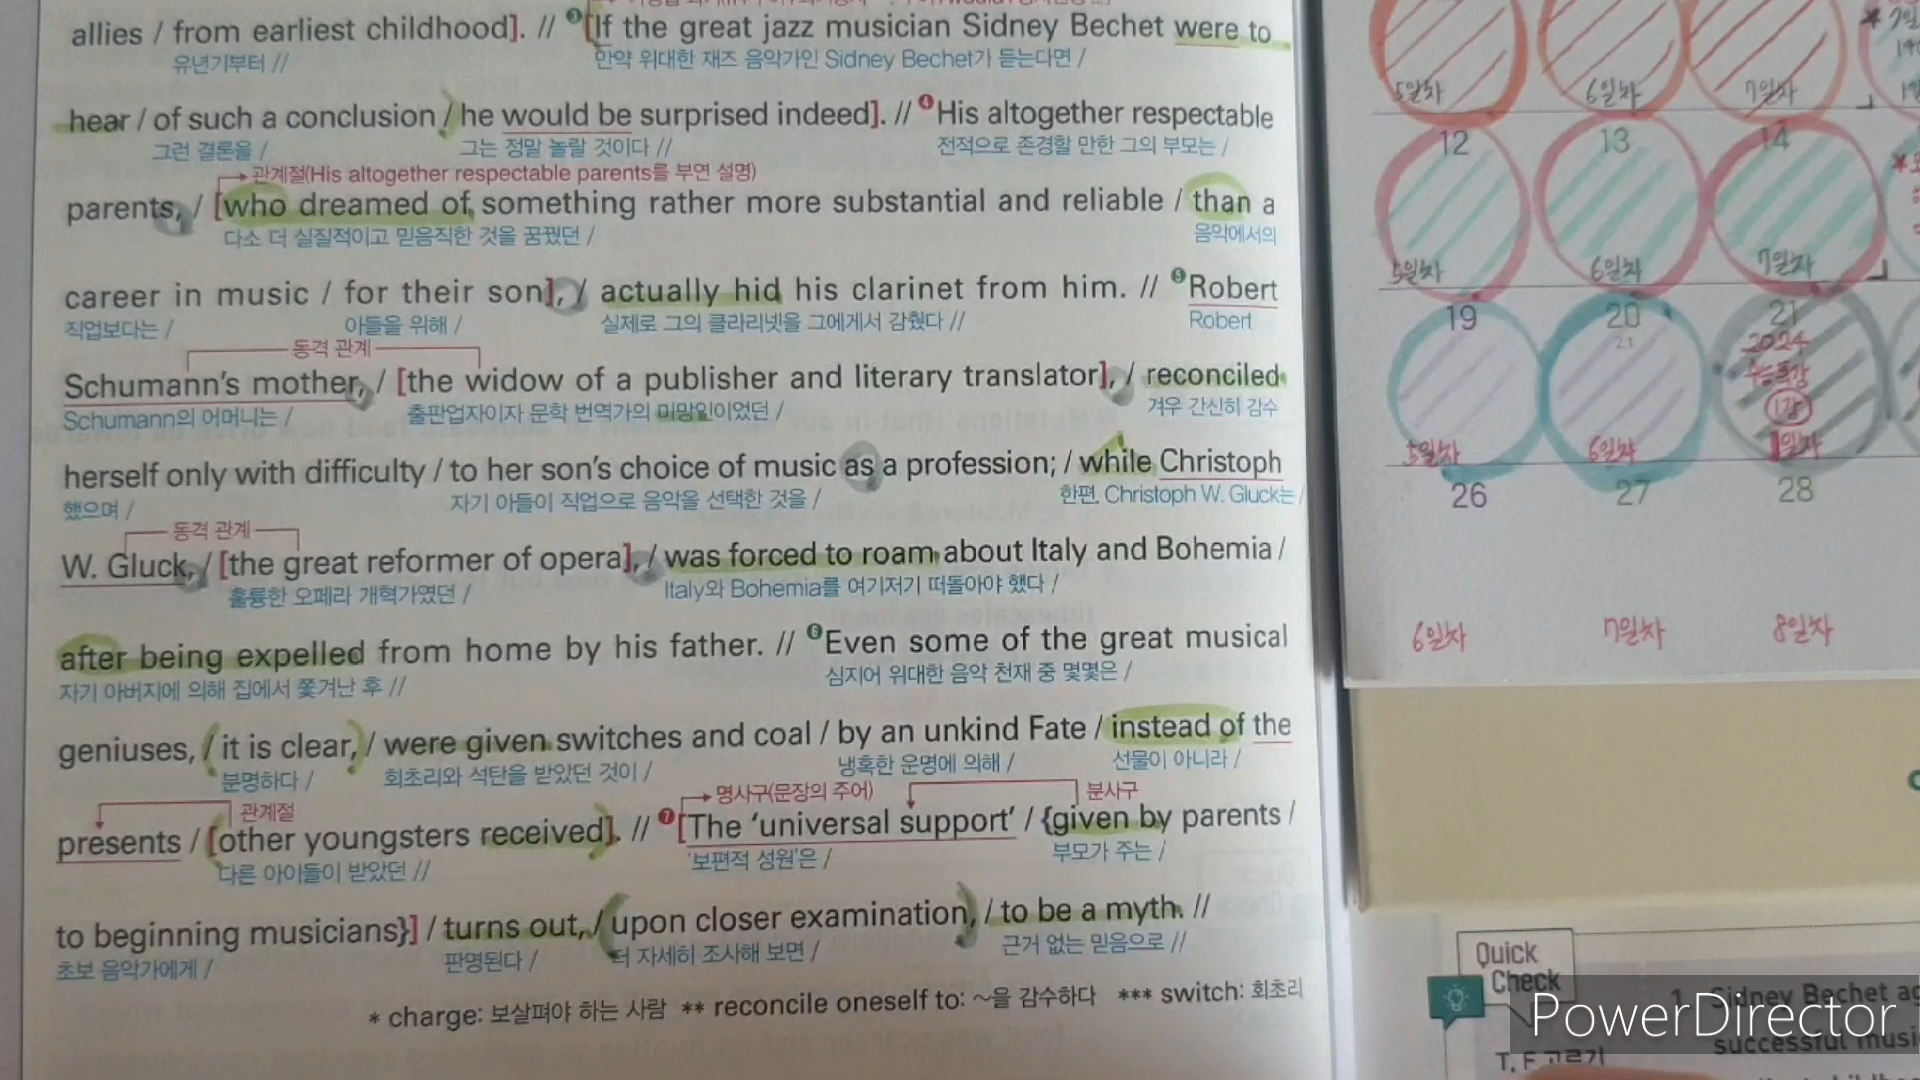 allies / from earliest childhood]. // ❸[If the great jazz musician Sidney Bechet were to
유년기부터 //
만약 위대한 재즈 음악가인 Sidney Bechet가 듣는다면 /
hear / of such a conclusion / he would be surprised indeed]. // ❹His altogether respectable
그런 결론을 /
그는 정말 놀랄 것이다 //
전적으로 존경할 만한 그의 부모는 /
관계절(His altogether respectable parents를 부연 설명)
parents, / [who dreamed of something rather more substantial and reliable / than a
다소 더 실질적이고 믿음직한 것을 꿈꿨던 /
음악에서의
career in music / for their son], / actually hid his clarinet from him. // ❺Robert
직업보다는 /
아들을 위해 /
실제로 그의 클라리넷을 그에게서 감췄다 //
Robert
동격 관계
Schumann's mother, / [the widow of a publisher and literary translator], / reconciled
Schumann의 어머니는 /
출판업자이자 문학 번역가의 미망인이었던 /
겨우 간신히 감수
herself only with difficulty / to her son's choice of music as a profession; / while Christoph
했으며 /
자기 아들이 직업으로 음악을 선택한 것을 /
한편, Christoph W. Gluck는 /
동격 관계
W. Gluck, / [the great reformer of opera], / was forced to roam about Italy and Bohemia /
훌륭한 오페라 개혁가였던 /
Italy와 Bohemia를 여기저기 떠돌아야 했다 /
after being expelled from home by his father. // ❻Even some of the great musical
자기 아버지에 의해 집에서 쫓겨난 후 //
심지어 위대한 음악 천재 중 몇몇은 /
geniuses, / it is clear, / were given switches and coal / by an unkind Fate / instead of the
분명하다 /
회초리와 석탄을 받았던 것이 /
냉혹한 운명에 의해 /
선물이 아니라 /
관계절
명사구(문장의 주어)
분사구
presents / [other youngsters received]. // ❼[The 'universal support' / {given by parents /
다른 아이들이 받았던 //
'보편적 성원'은 /
부모가 주는 /
to beginning musicians}] / turns out, / upon closer examination, / to be a myth. //
초보 음악가에게 /
판명된다 /
더 자세히 조사해 보면 /
근거 없는 믿음으로 //
* charge: 보살펴야 하는 사람 ** reconcile oneself to: ~을 감수하다 *** switch: 회초리
5일차
6일차
7일차
12
13
14
5일차
6일차
7일차
19
20
21
2024
수능특강
1강
1일차
5일차
6일차
26
27
28
6일차
7일차
8일차
Quick
Check
T, F 고르기
1 Sidney Bechet
successful
PowerDirector